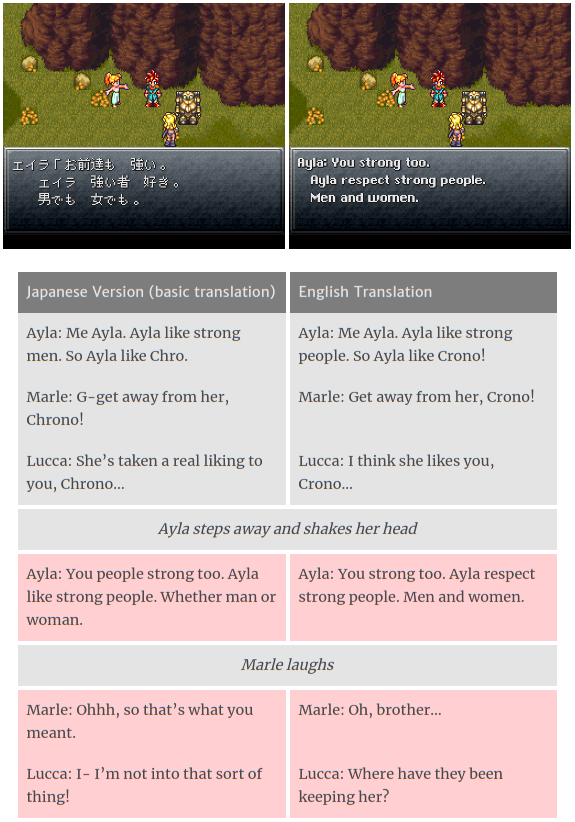 エイラ「お前達も　強い。
エイラ　強い者　好き。
男でも　女でも。
Ayla: You strong too.
Ayla respect strong people.
Men and women.
Japanese Version (basic translation)
English Translation
Ayla: Me Ayla. Ayla like strong
men. So Ayla like Chro.
Ayla: Me Ayla. Ayla like strong
people. So Ayla like Crono!
Marle: G-get away from her,
Chrono!
Marle: Get away from her, Crono!
Lucca: She's taken a real liking to
you, Chrono...
Lucca: I think she likes you,
Crono...
Ayla steps away and shakes her head
Ayla: You people strong too. Ayla
like strong people. Whether man or
woman.
Ayla: You strong too. Ayla respect
strong people. Men and women.
Marle laughs
Marle: Ohhh, so that's what you
meant.
Marle: Oh, brother...
Lucca: I- I'm not into that sort of
thing!
Lucca: Where have they been
keeping her?